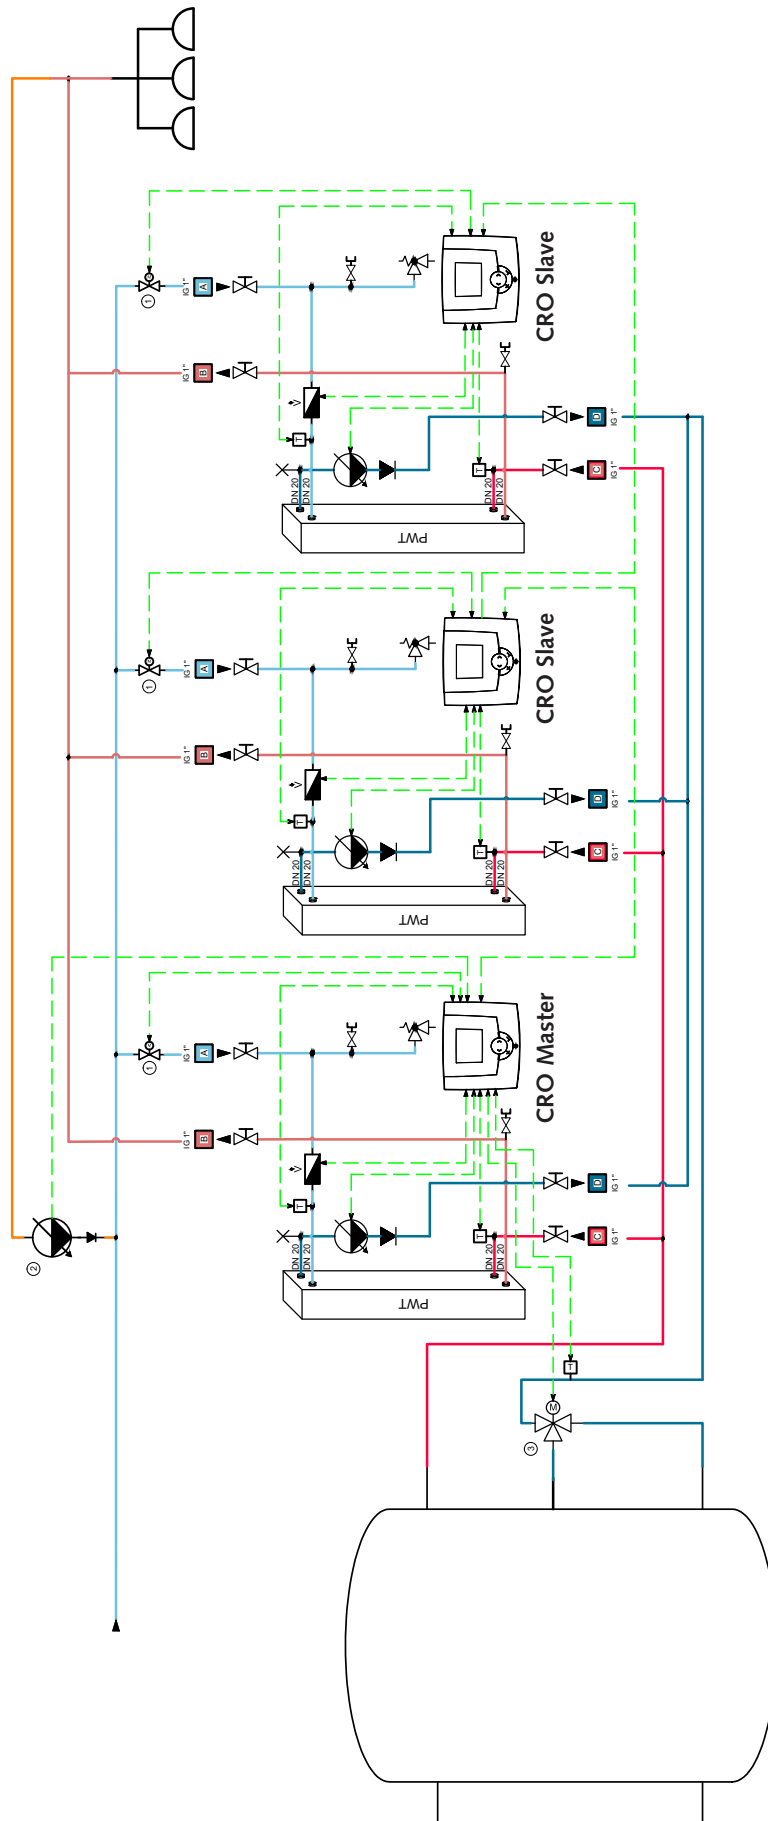 1
IG 1"
A
IG 1"
B
V
T
DN 20
DN 20
PWT
T
DN 20
DN 20
CRO Slave
D
IG 1"
C
IG 1"
1
IG 1"
A
IG 1"
B
V
T
DN 20
DN 20
PWT
T
DN 20
DN 20
CRO Slave
D
IG 1"
C
IG 1"
2
1
IG 1"
A
IG 1"
B
V
T
DN 20
DN 20
PWT
T
DN 20
DN 20
CRO Master
D
IG 1"
C
IG 1"
T
M
3